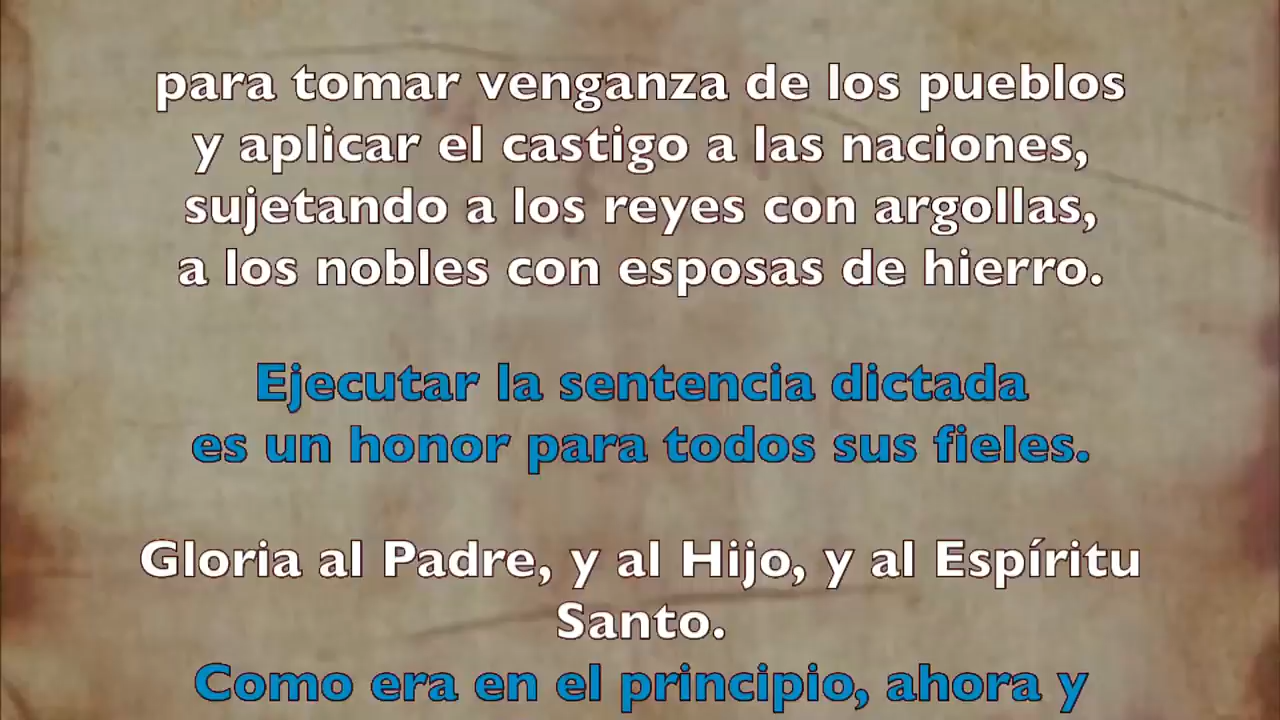 para tomar venganza de los pueblos
y aplicar el castigo a las naciones,
sujetando a los reyes con argollas,
a los nobles con esposas de hierro.
Ejecutar la sentencia dictada
es un honor para todos sus fieles.
Gloria al Padre, y al Hijo, y al Espíritu
Santo.
Como era en el principio, ahora y